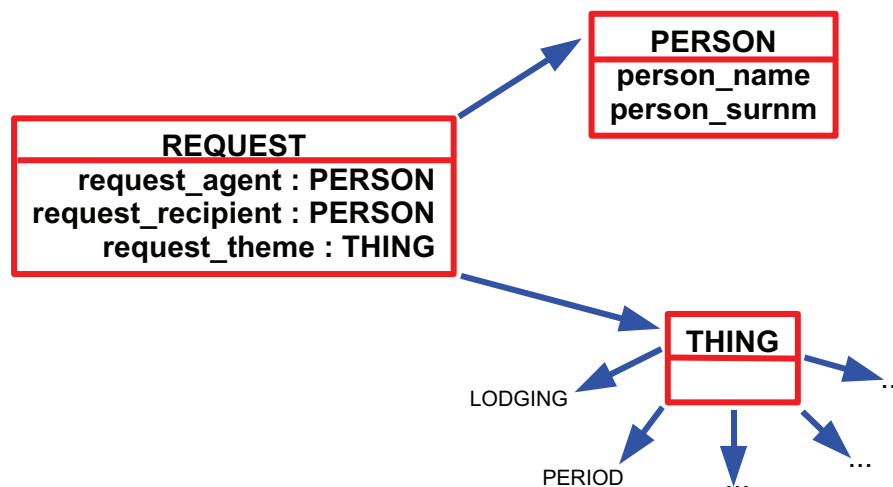 PERSON
person_name
person_surnm
REQUEST
request_agent : PERSON
request_recipient : PERSON
request_theme : THING
THING
LODGING
...
PERIOD
...
...